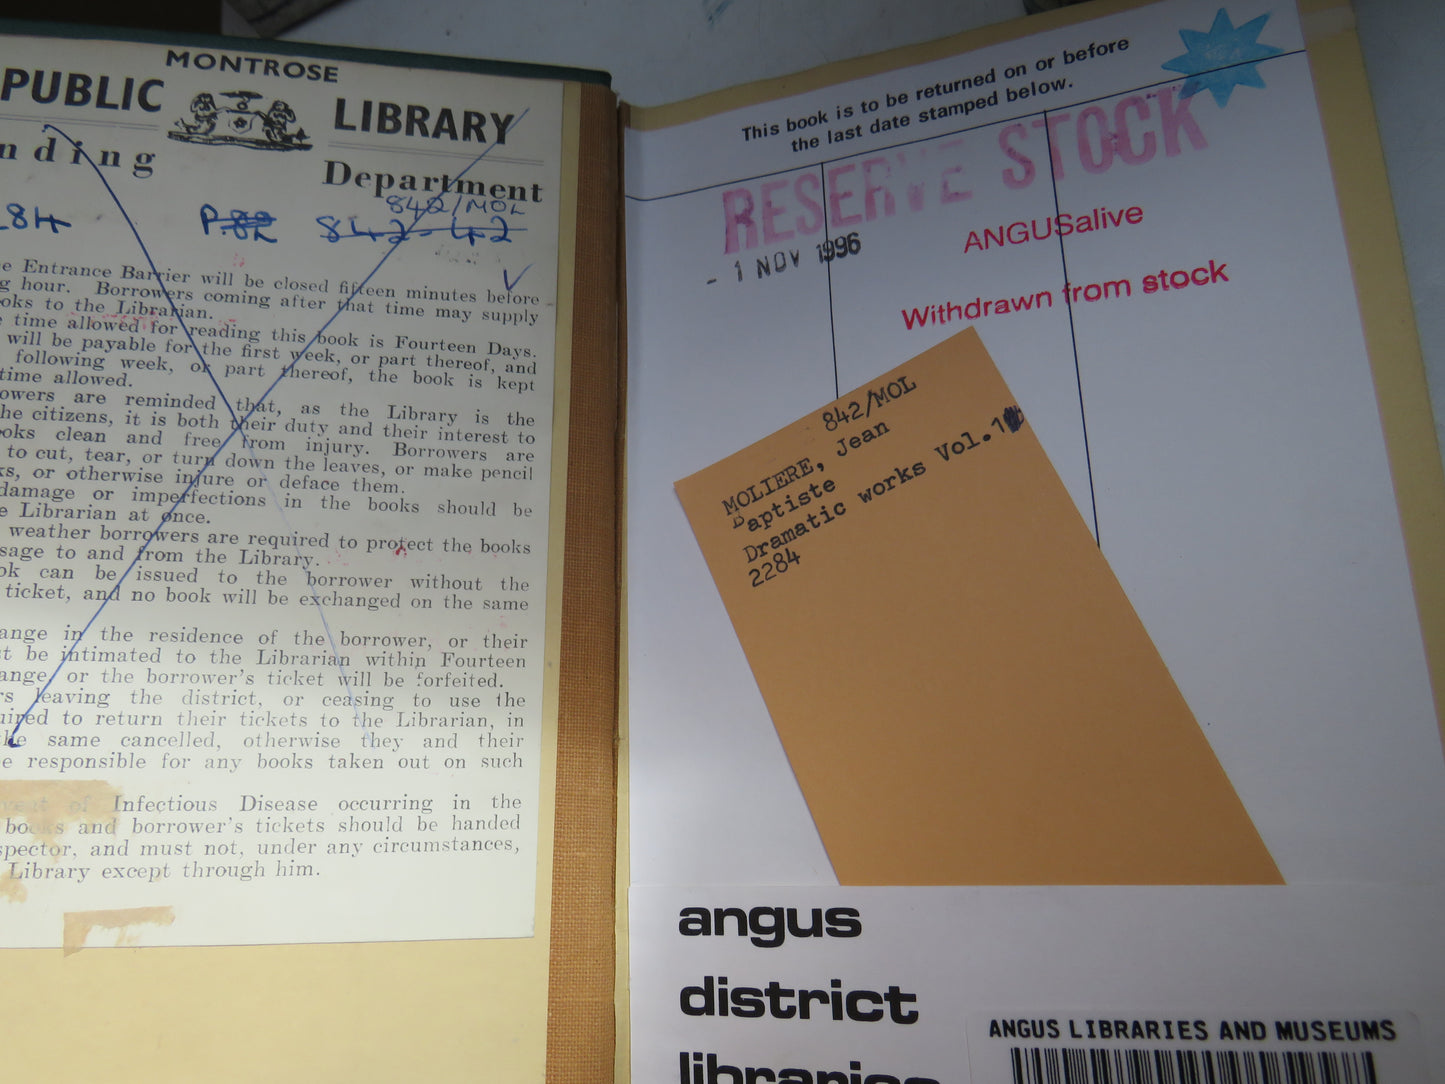 MONTROSE
PUBLIC LIBRARY
nding
Department
842/MOL
284
842-42
e Entrance Barrier will be closed fifteen minutes before
g hour. Borrowers coming after that time may supply
oks to the Librarian.
e time allowed for reading this book is Fourteen Days.
will be payable for the first week, or part thereof, and
following week, or part thereof, the book is kept
time allowed.
owers are reminded that, as the Library is the
he citizens, it is both their duty and their interest to
ooks clean and free from injury. Borrowers are
to cut, tear, or turn down the leaves, or make pencil
ks, or otherwise injure or deface them.
damage or imperfections in the books should be
e Librarian at once.
weather borrowers are required to protect the books
sage to and from the Library.
ok can be issued to the borrower without the
ticket, and no book will be exchanged on the same
ange in the residence of the borrower, or their
st be intimated to the Librarian within Fourteen
ange, or the borrower's ticket will be forfeited.
rs leaving the district, or ceasing to use the
uired to return their tickets to the Librarian, in
the same cancelled, otherwise they and their
e responsible for any books taken out on such
vent of Infectious Disease occurring in the
books and borrower's tickets should be handed
spector, and must not, under any circumstances,
Library except through him.
This book is to be returned on or before
the last date stamped below.
RESERVE STOCK
- 1 NOV 1996
ANGUSalive
Withdrawn from stock
842/MOL
MOLIERE, Jean
Baptiste
Dramatic works Vol.1
2284
angus
district
libraries
ANGUS LIBRARIES AND MUSEUMS